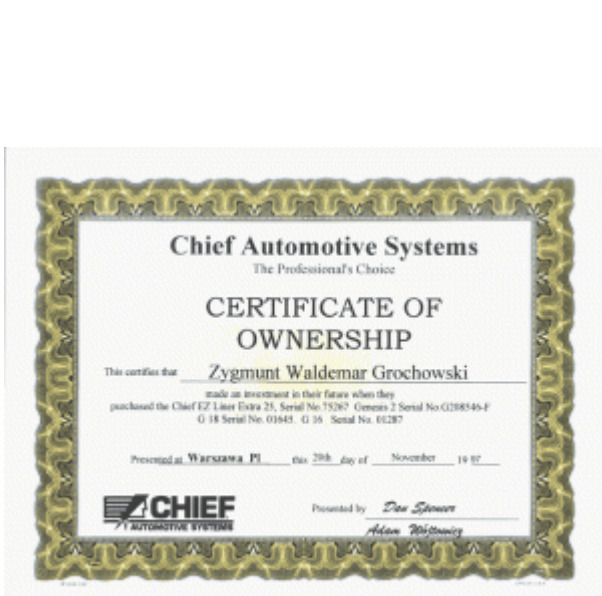 Chief Automotive Systems
The Professional's Choice
CERTIFICATE OF
OWNERSHIP
This certifies that Zygmunt Waldemar Grochowski
made an investment in their future when they
purchased the Chief EZ Liner Extra 25, Serial No.75267 Genesis 2 Serial No.G208546-F
G 18 Serial No. 01645. G 16 Serial No. 01287
Presented at Warszawa Pl this 20th day of November 19 97
CHIEF
AUTOMOTIVE SYSTEMS
Presented by Dan Spencer
Adam Wójtowicz